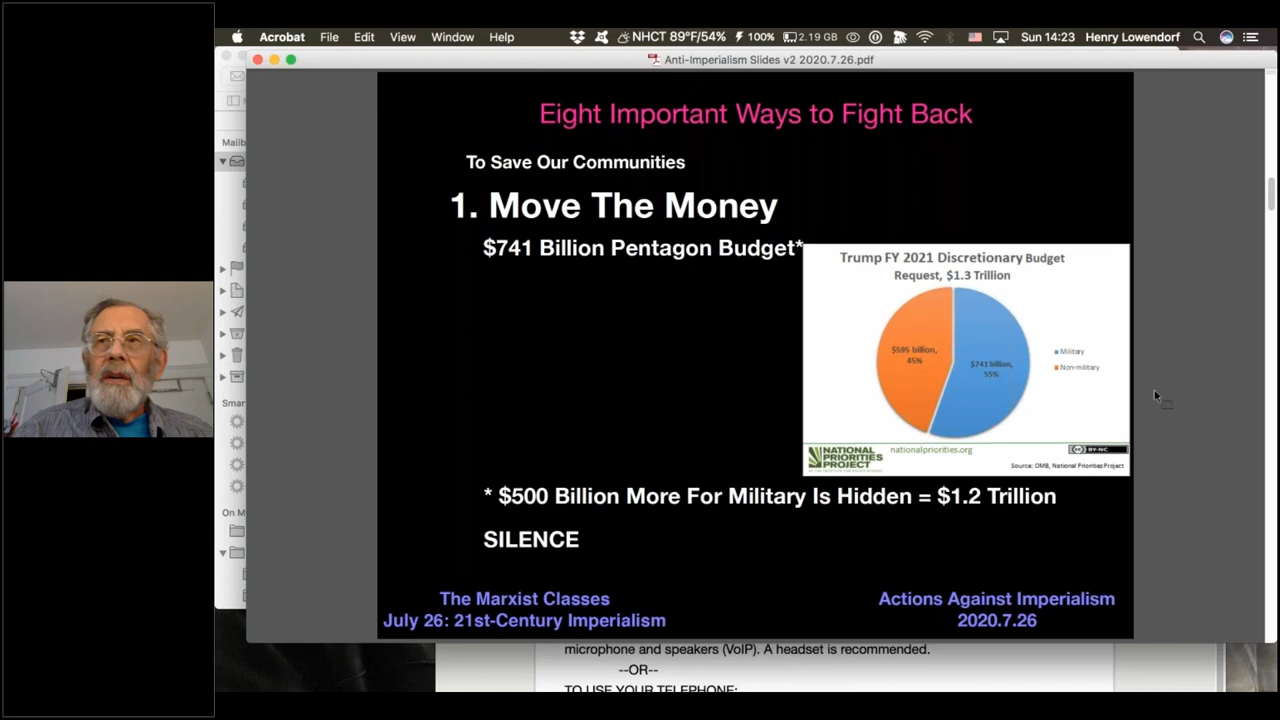 Acrobat File Edit View Window Help NHCT 89°F/54% 100% 2.19 GB Sun 14:23 Henry Lowendorf
Anti-Imperialism Slides v2 2020.7.26.pdf
Mailb
Smar
On M
Eight Important Ways to Fight Back
To Save Our Communities
1. Move The Money
$741 Billion Pentagon Budget*
Trump FY 2021 Discretionary Budget
Request, $1.3 Trillion
$595 billion,
45%
$741 billion,
55%
Military
Non-military
NATIONAL
PRIORITIES
PROJECT
nationalpriorities.org
BY-NC
Source: OMB, National Priorities Project
* $500 Billion More For Military Is Hidden = $1.2 Trillion
SILENCE
The Marxist Classes
July 26: 21st-Century Imperialism
Actions Against Imperialism
2020.7.26
microphone and speakers (VoIP). A headset is recommended.
--OR--
TO USE YOUR TELEPHONE: